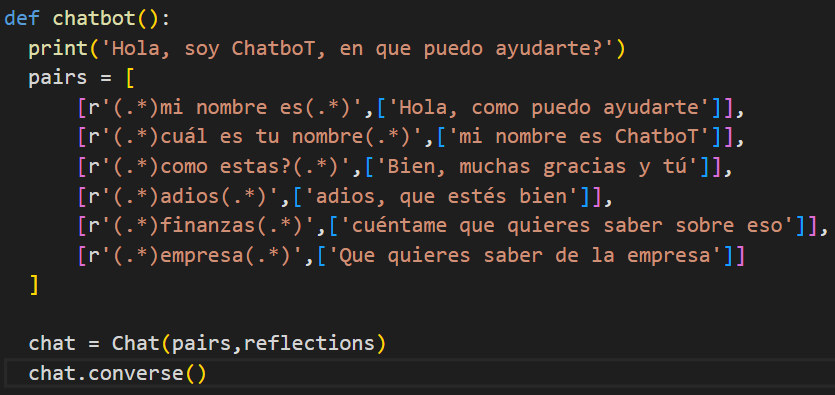 def chatbot():
  print('Hola, soy ChatboT, en que puedo ayudarte?')
  pairs = [
      [r'(.*)mi nombre es(.*)',['Hola, como puedo ayudarte']],
      [r'(.*)cuál es tu nombre(.*)',['mi nombre es ChatboT']],
      [r'(.*)como estas?(.*)',['Bien, muchas gracias y tú']],
      [r'(.*)adios(.*)',['adios, que estés bien']],
      [r'(.*)finanzas(.*)',['cuéntame que quieres saber sobre eso']],
      [r'(.*)empresa(.*)',['Que quieres saber de la empresa']]
  ]
  chat = Chat(pairs,reflections)
  chat.converse()